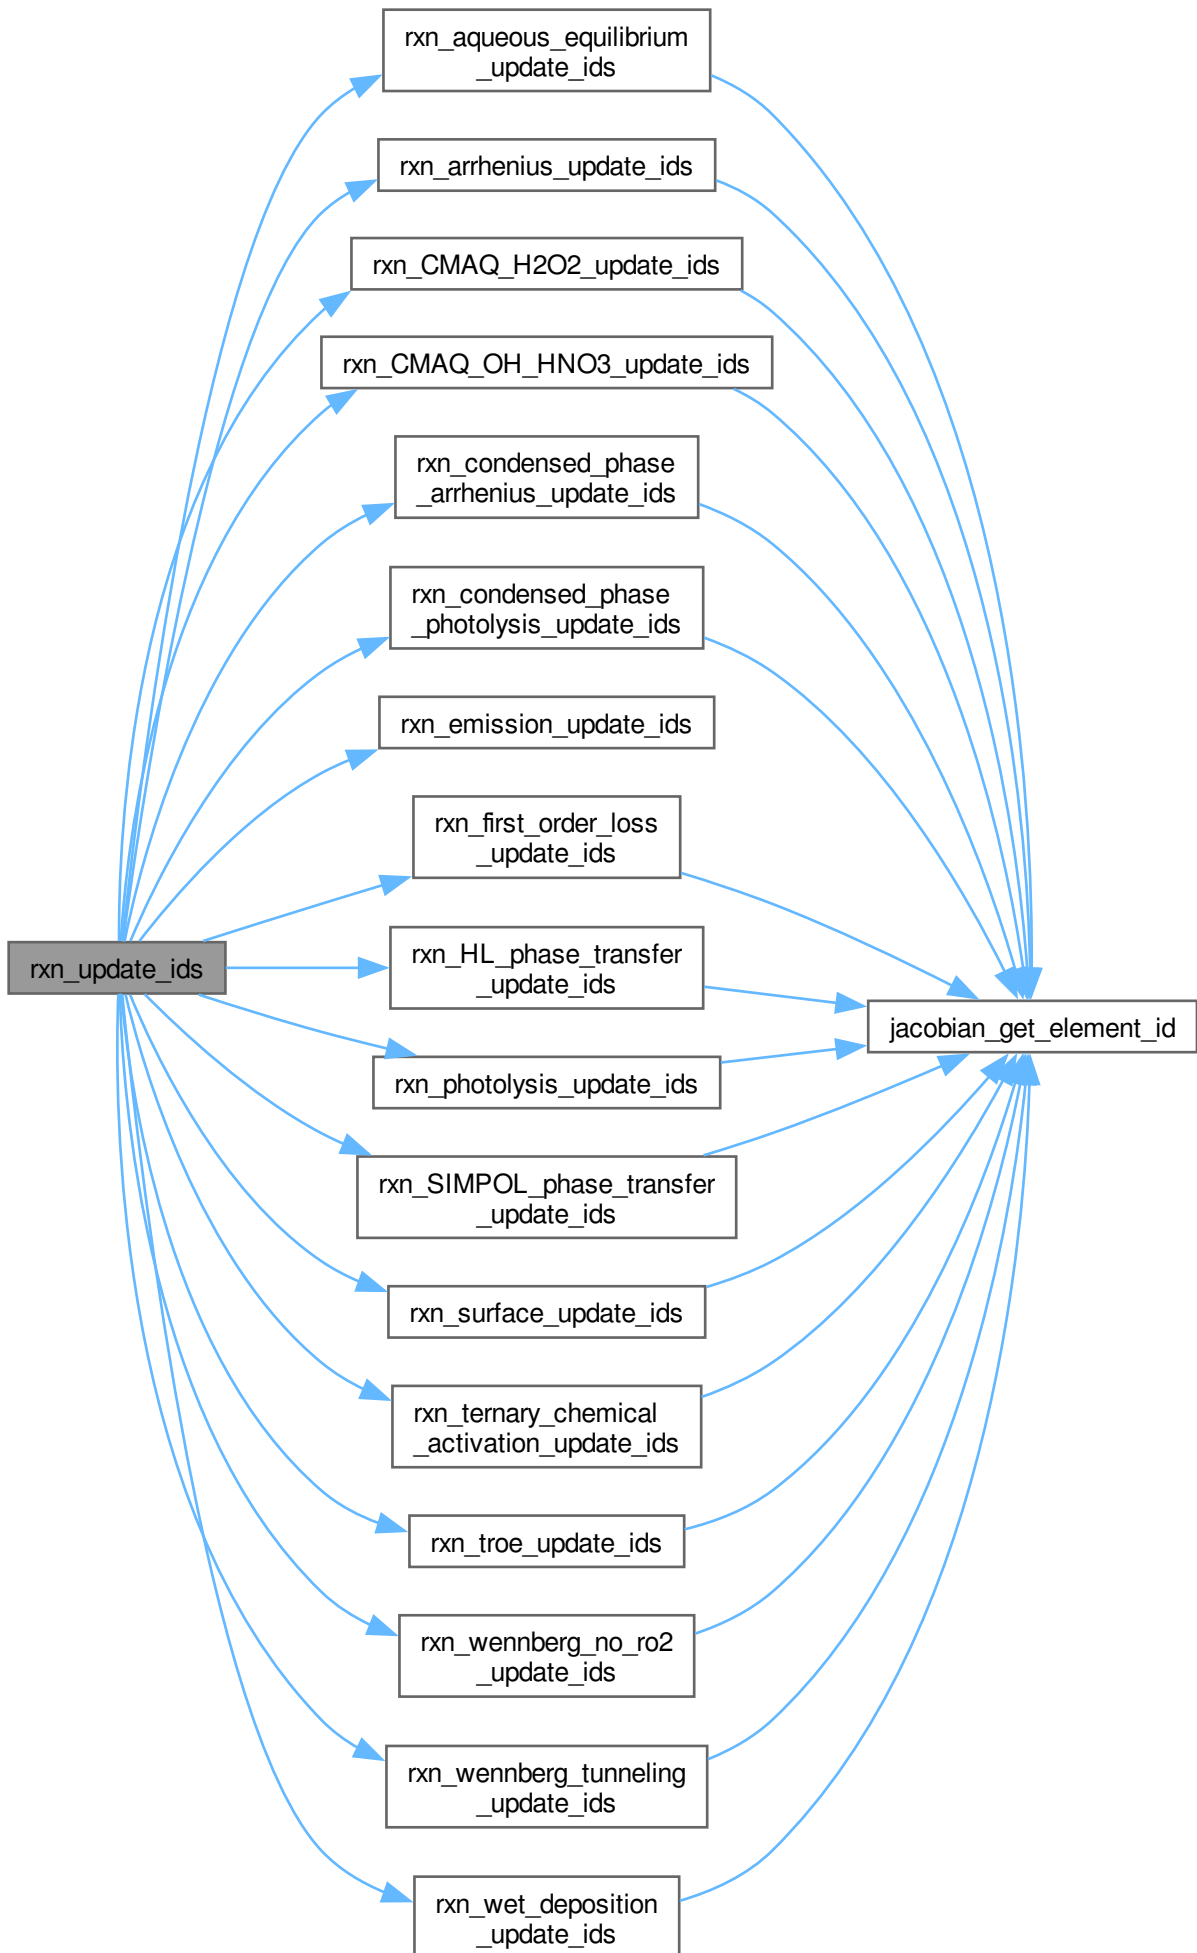 rxn_aqueous_equilibrium
_update_ids
rxn_arrhenius_update_ids
rxn_CMAQ_H2O2_update_ids
rxn_CMAQ_OH_HNO3_update_ids
rxn_condensed_phase
_arrhenius_update_ids
rxn_condensed_phase
_photolysis_update_ids
rxn_emission_update_ids
rxn_first_order_loss
_update_ids
rxn_update_ids
rxn_HL_phase_transfer
_update_ids
jacobian_get_element_id
rxn_photolysis_update_ids
rxn_SIMPOL_phase_transfer
_update_ids
rxn_surface_update_ids
rxn_ternary_chemical
_activation_update_ids
rxn_troe_update_ids
rxn_wennberg_no_ro2
_update_ids
rxn_wennberg_tunneling
_update_ids
rxn_wet_deposition
_update_ids